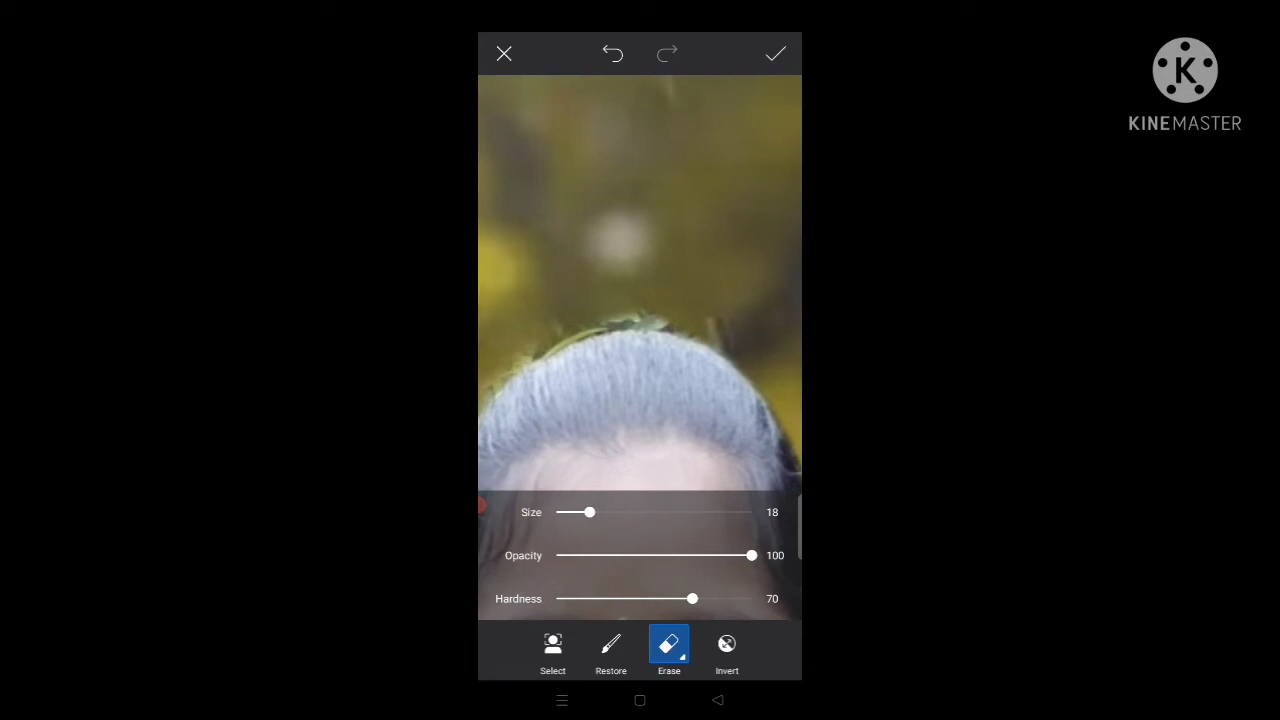 KINEMASTER
Size 18
Opacity 100
Hardness 70
Select Restore Erase Invert